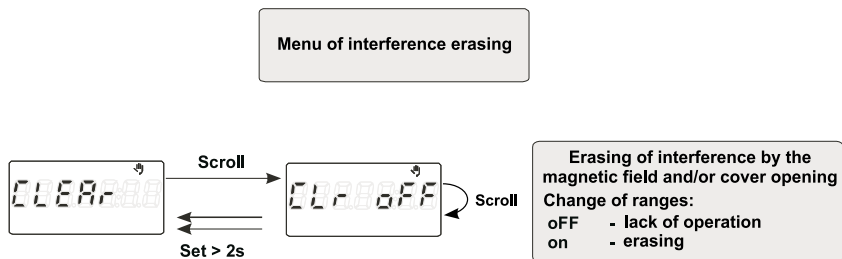 Menu of interference erasing
CLEAr
Scroll
CLr oFF
Scroll
Set > 2s
Erasing of interference by the
magnetic field and/or cover opening
Change of ranges:
oFF - lack of operation
on - erasing